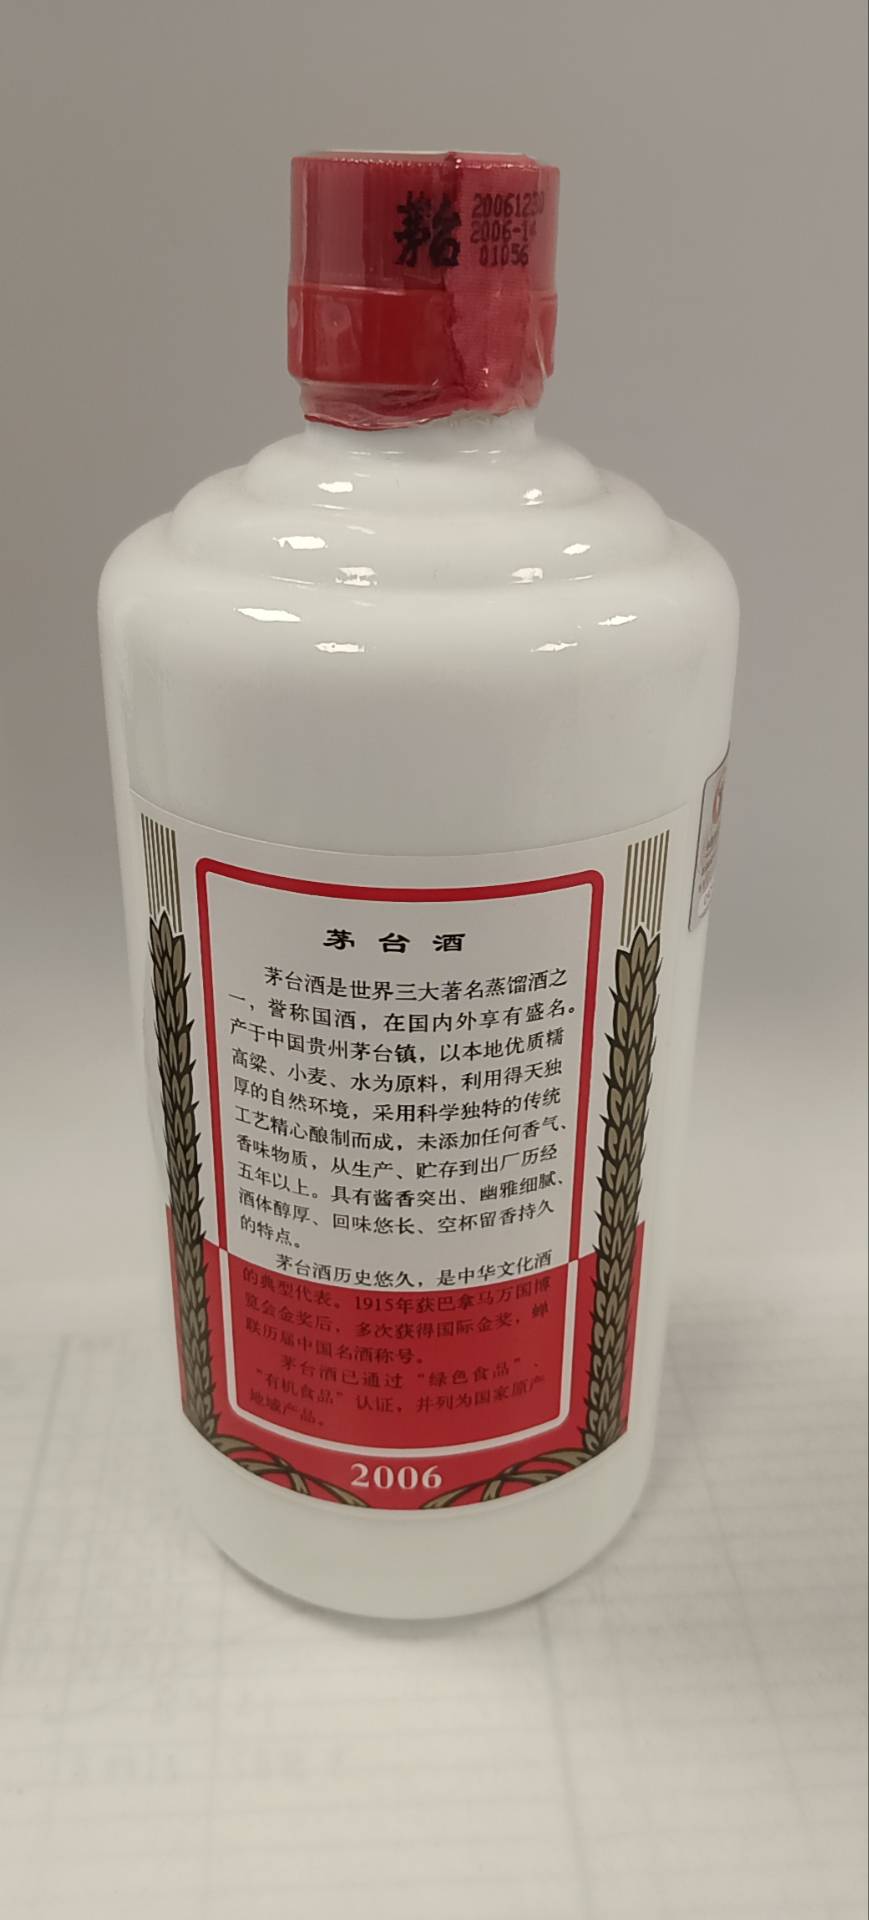 茅台
20061230
2006-14
01056
茅台酒
茅台酒是世界三大著名蒸馏酒之
一，誉称国酒，在国内外享有盛名。
产于中国贵州茅台镇，以本地优质糯
高粱、小麦、水为原料，利用得天独
厚的自然环境，采用科学独特的传统
工艺精心酿制而成，未添加任何香气、
香味物质，从生产、贮存到出厂历经
五年以上。具有酱香突出、幽雅细腻、
酒体醇厚、回味悠长、空杯留香持久
的特点。
茅台酒历史悠久，是中华文化酒
的典型代表。1915年获巴拿马万国博
览会金奖后，多次获得国际金奖，蝉
联历届中国名酒称号。
茅台酒已通过“绿色食品”、
“有机食品”认证，并列为国家原产
地域产品。
2006